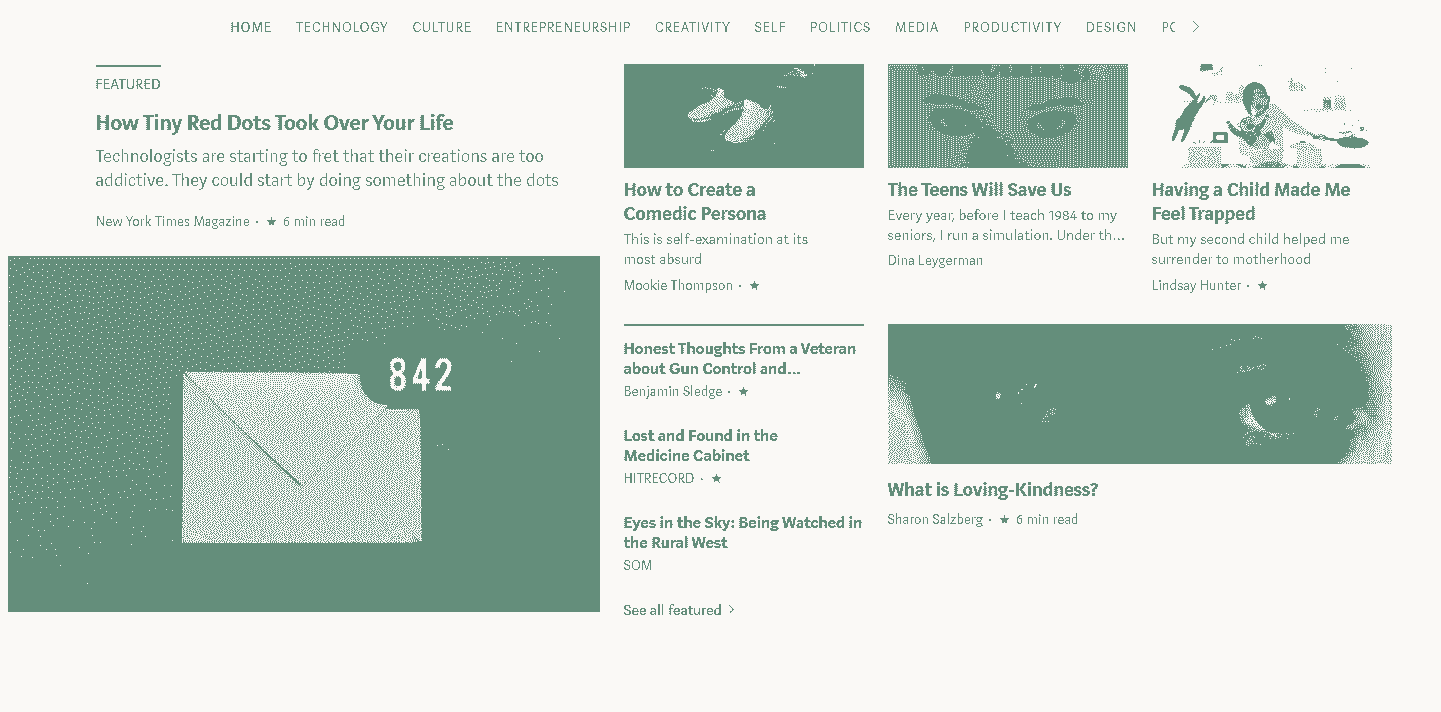 HOME TECHNOLOGY CULTURE ENTREPRENEURSHIP CREATIVITY SELF POLITICS MEDIA PRODUCTIVITY DESIGN PO
FEATURED
How Tiny Red Dots Took Over Your Life
Technologists are starting to fret that their creations are too
addictive. They could start by doing something about the dots
New York Times Magazine · ★ 6 min read
842
How to Create a
Comedic Persona
This is self-examination at its
most absurd
Mookie Thompson · ★
The Teens Will Save Us
Every year, before I teach 1984 to my
seniors, I run a simulation. Under th...
Dina Leygerman
Having a Child Made Me
Feel Trapped
But my second child helped me
surrender to motherhood
Lindsay Hunter · ★
Honest Thoughts From a Veteran
about Gun Control and...
Benjamin Sledge · ★
Lost and Found in the
Medicine Cabinet
HITRECORD · ★
Eyes in the Sky: Being Watched in
the Rural West
SOM
See all featured >
What is Loving-Kindness?
Sharon Salzberg · ★ 6 min read